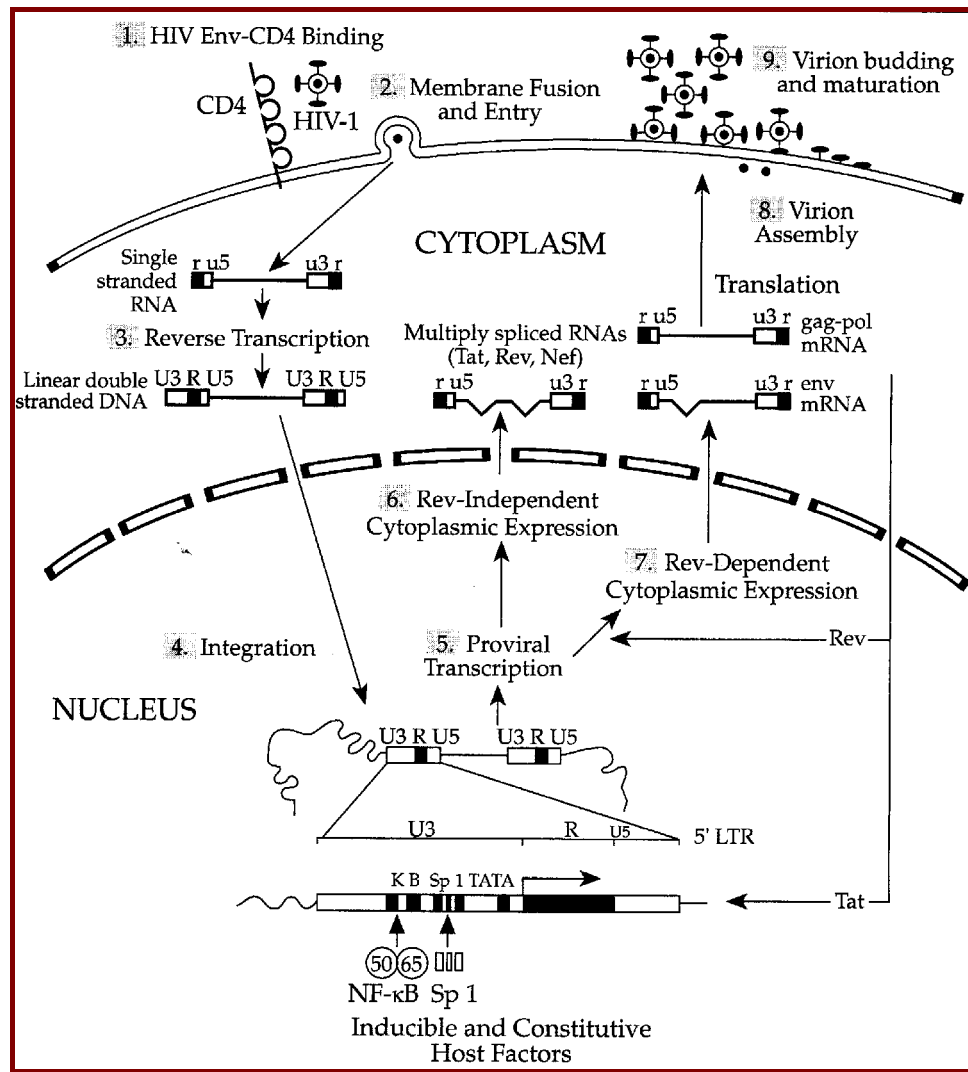 1. HIV Env-CD4 Binding
CD4
HIV-1
2. Membrane Fusion
and Entry
9. Virion budding
and maturation
8. Virion
Assembly
CYTOPLASM
Single
stranded
RNA
r u5 u3 r
3. Reverse Transcription
Linear double
stranded DNA
U3 R U5 U3 R U5
Multiply spliced RNAs
(Tat, Rev, Nef)
r u5 u3 r
Translation
r u5 u3 r
gag-pol
mRNA
r u5 u3 r
env
mRNA
6. Rev-Independent
Cytoplasmic Expression
7. Rev-Dependent
Cytoplasmic Expression
4. Integration
5. Proviral
Transcription
Rev
NUCLEUS
U3 R U5 U3 R U5
U3 R U5
5' LTR
K B Sp 1 TATA
Tat
50 65
NF-κB Sp 1
Inducible and Constitutive
Host Factors